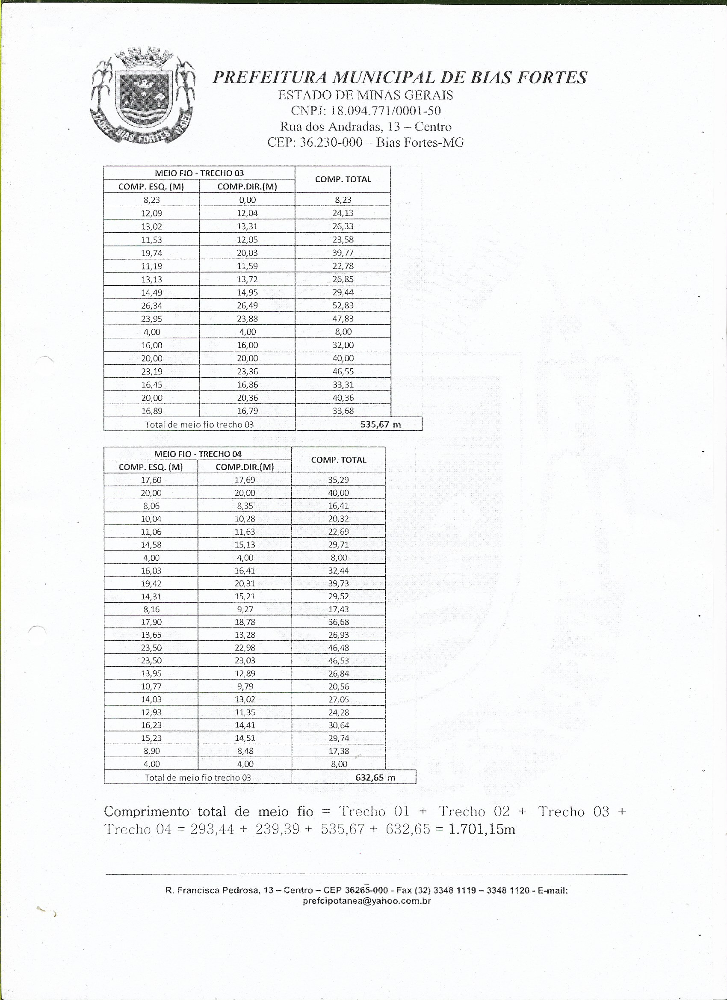 17-DEZ BIAS FORTES 17-DEZ
PREFEITURA MUNICIPAL DE BIAS FORTES
ESTADO DE MINAS GERAIS
CNPJ: 18.094.771/0001-50
Rua dos Andradas, 13 – Centro
CEP: 36.230-000 – Bias Fortes-MG
MEIO FIO - TRECHO 03 COMP. TOTAL
COMP. ESQ. (M) COMP.DIR.(M)
8,23 0,00 8,23
12,09 12,04 24,13
13,02 13,31 26,33
11,53 12,05 23,58
19,74 20,03 39,77
11,19 11,59 22,78
13,13 13,72 26,85
14,49 14,95 29,44
26,34 26,49 52,83
23,95 23,88 47,83
4,00 4,00 8,00
16,00 16,00 32,00
20,00 20,00 40,00
23,19 23,36 46,55
16,45 16,86 33,31
20,00 20,36 40,36
16,89 16,79 33,68
Total de meio fio trecho 03 535,67 m
MEIO FIO - TRECHO 04 COMP. TOTAL
COMP. ESQ. (M) COMP.DIR.(M)
17,60 17,69 35,29
20,00 20,00 40,00
8,06 8,35 16,41
10,04 10,28 20,32
11,06 11,63 22,69
14,58 15,13 29,71
4,00 4,00 8,00
16,03 16,41 32,44
19,42 20,31 39,73
14,31 15,21 29,52
8,16 9,27 17,43
17,90 18,78 36,68
13,65 13,28 26,93
23,50 22,98 46,48
23,50 23,03 46,53
13,95 12,89 26,84
10,77 9,79 20,56
14,03 13,02 27,05
12,93 11,35 24,28
16,23 14,41 30,64
15,23 14,51 29,74
8,90 8,48 17,38
4,00 4,00 8,00
Total de meio fio trecho 03 632,65 m
Comprimento total de meio fio = Trecho 01 + Trecho 02 + Trecho 03 +
Trecho 04 = 293,44 + 239,39 + 535,67 + 632,65 = 1.701,15m
R. Francisca Pedrosa, 13 – Centro – CEP 36265-000 - Fax (32) 3348 1119 – 3348 1120 - E-mail:
prefcipotanea@yahoo.com.br